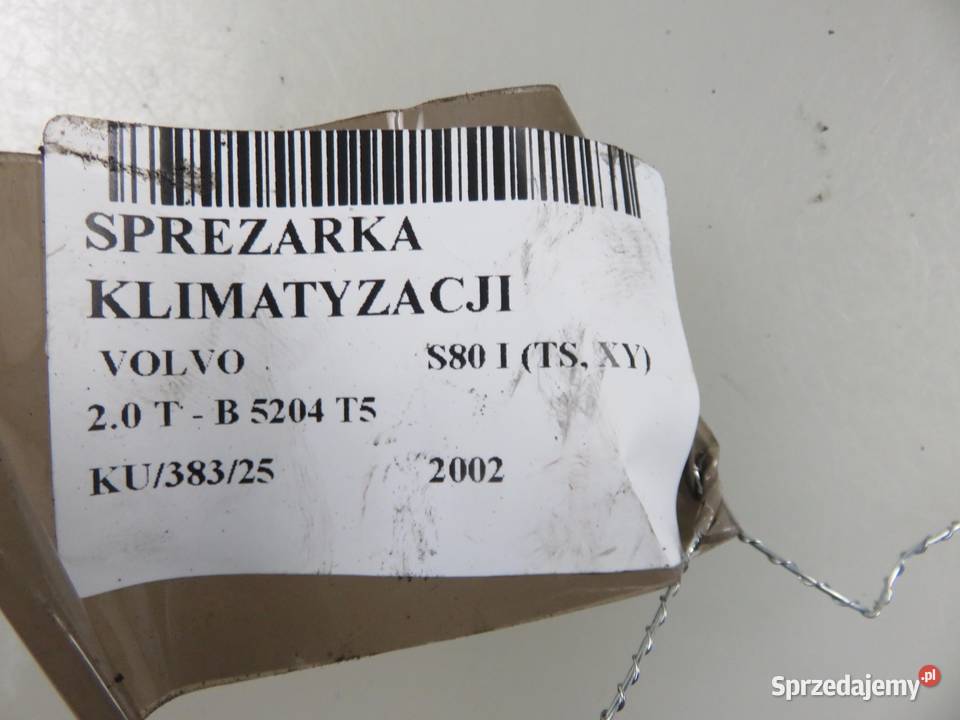 SPREZARKA
KLIMATYZACJI
VOLVO S80 I (TS, XY)
2.0 T - B 5204 T5
KU/383/25 2002
Sprzedajemy.pl